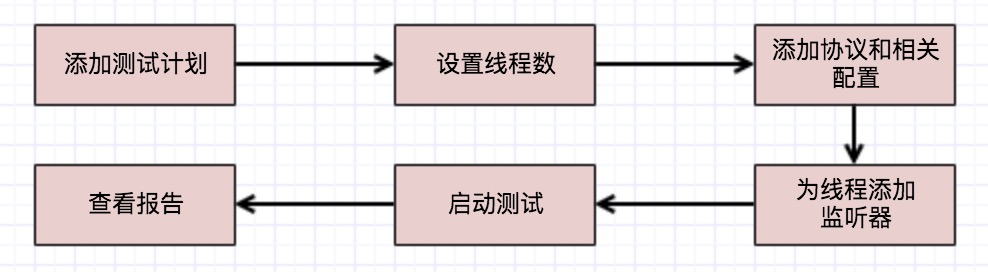 添加测试计划
设置线程数
添加协议和相关
配置
为线程添加
监听器
启动测试
查看报告